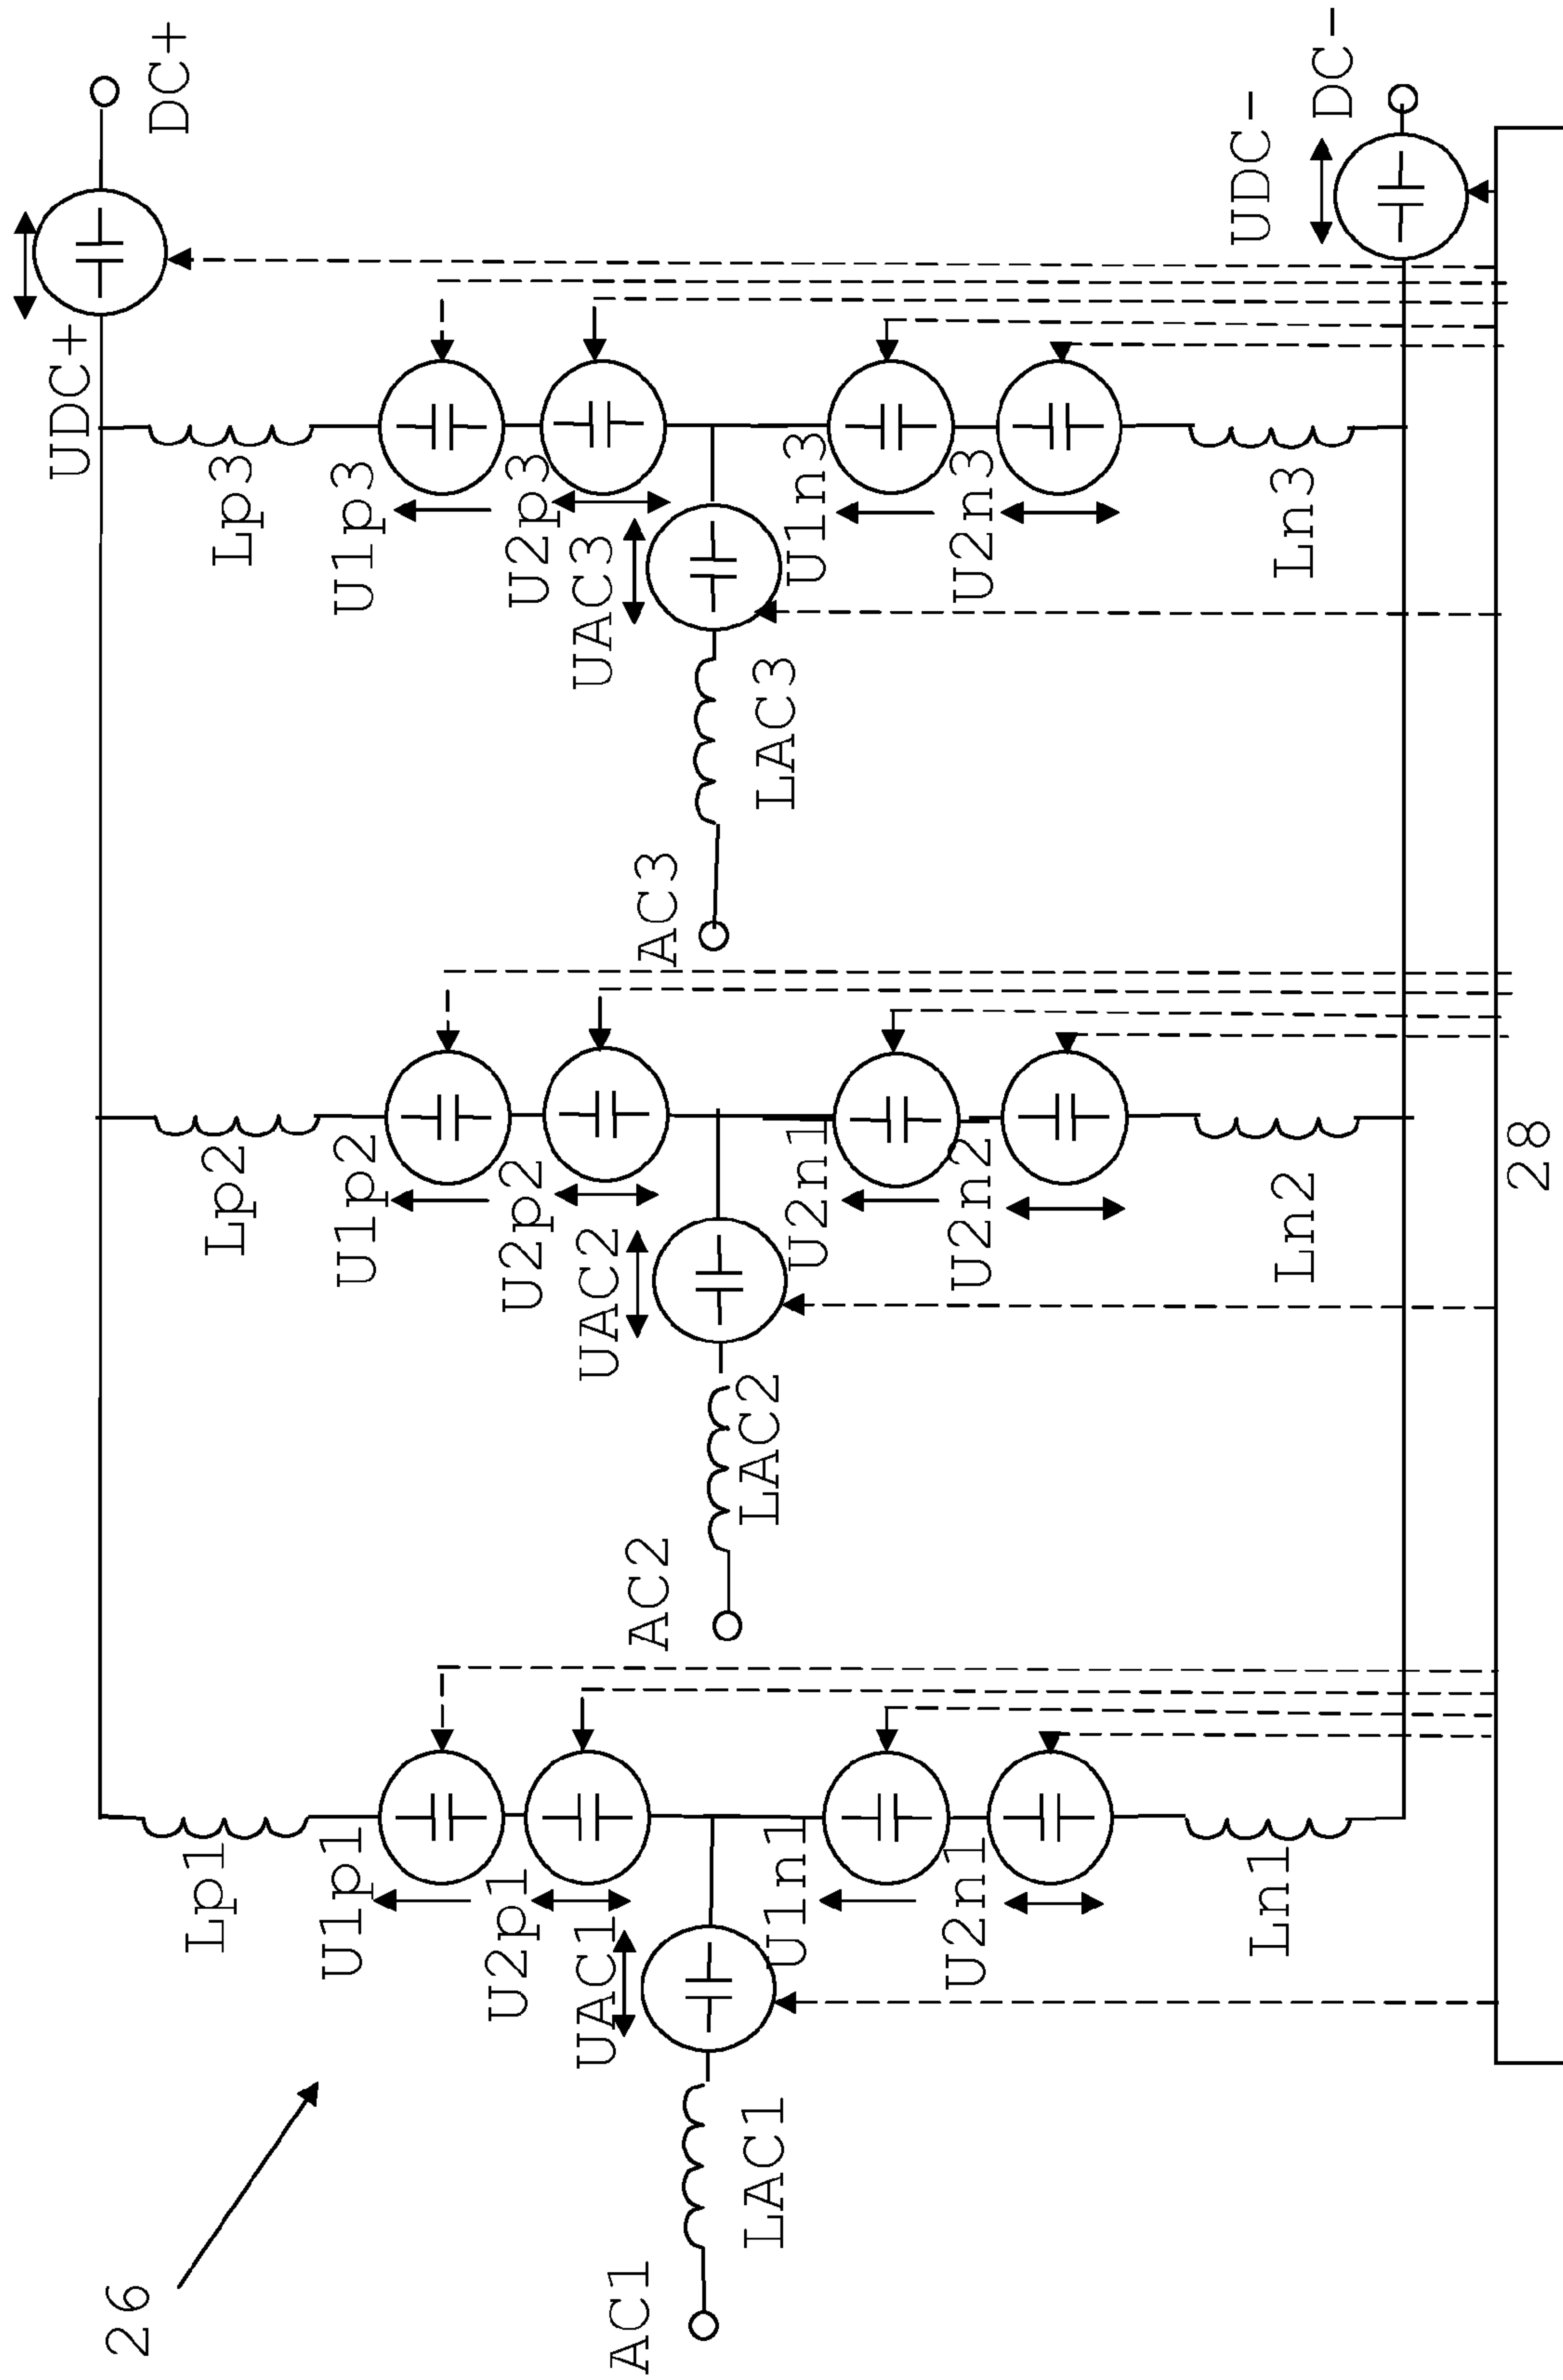 26
AC1
LAC1
UAC1
Lp1
U1p1
U2p1
U1n1
U2n1
Ln1
AC2
LAC2
UAC2
Lp2
U1p2
U2p2
U2n1
U2n2
Ln2
AC3
LAC3
UAC3
Lp3
U1p3
U2p3
U1n3
U2n3
Ln3
UDC+
DC+
UDC-
DC-
28